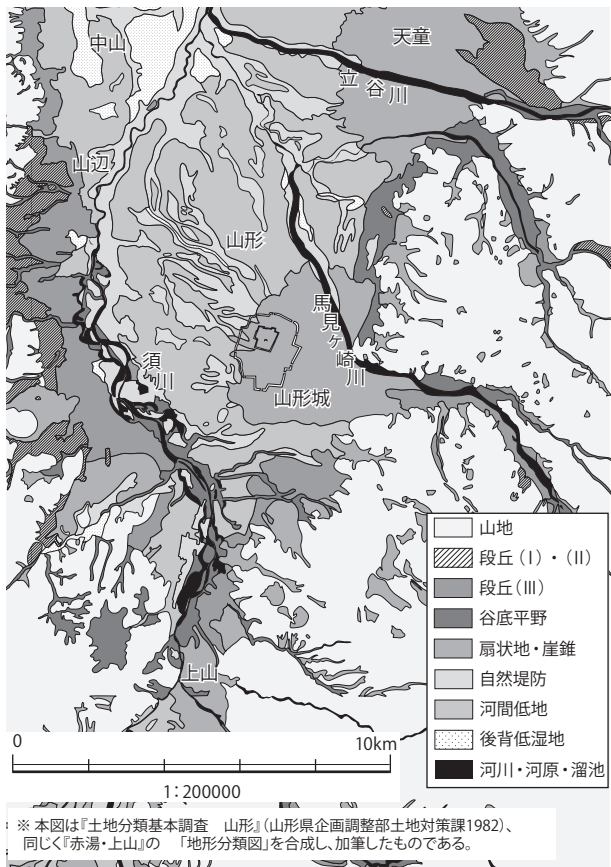 中山
天童
立谷川
山辺
山形
馬見ヶ崎川
須川
山形城
上山
山地
段丘（Ⅰ）・（Ⅱ）
段丘（Ⅲ）
谷底平野
扇状地・崖錐
自然堤防
河間低地
後背低湿地
河川・河原・溜池
0 10km
1：200000
※ 本図は『土地分類基本調査　山形』（山形県企画調整部土地対策課1982）、
同じく『赤湯・上山』の　「地形分類図」を合成し、加筆したものである。